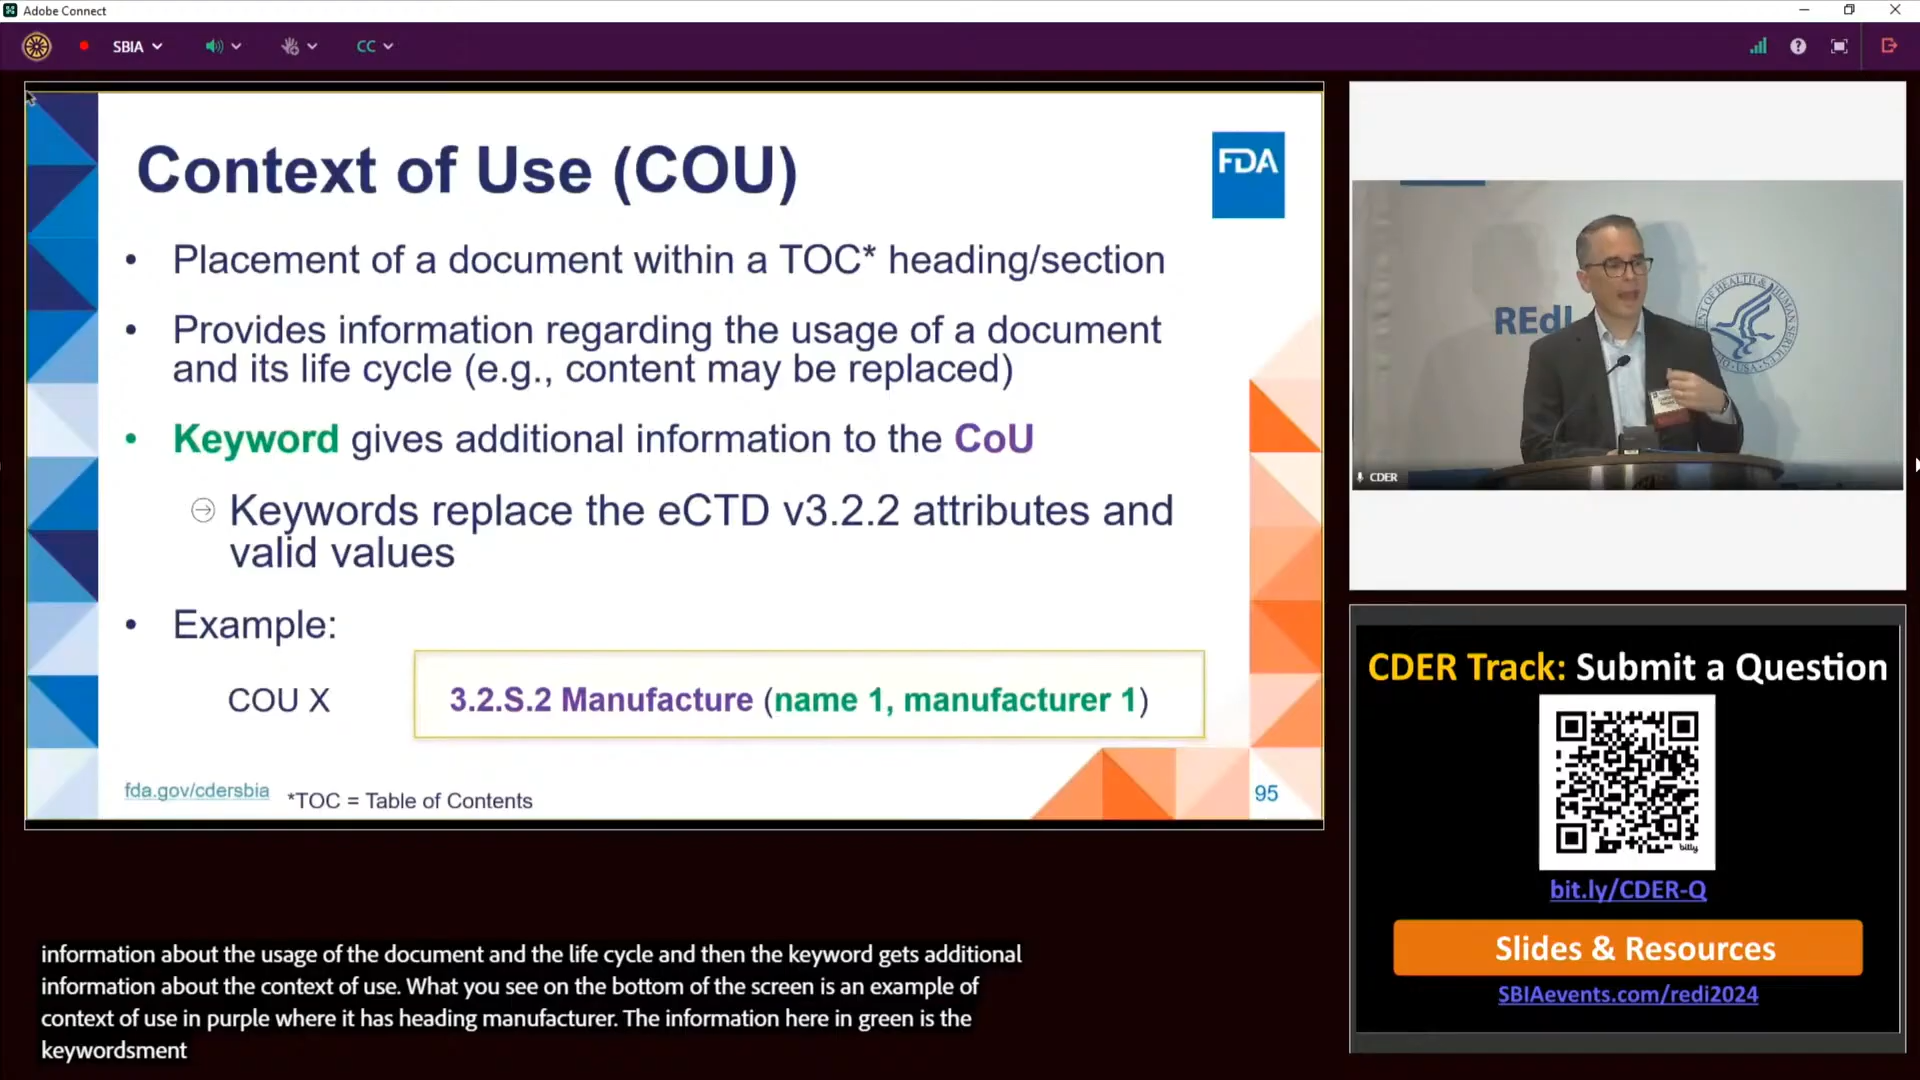 Adobe Connect
SBIA
CC
Context of Use (COU)
FDA
• Placement of a document within a TOC* heading/section
• Provides information regarding the usage of a document
and its life cycle (e.g., content may be replaced)
• Keyword gives additional information to the CoU
Keywords replace the eCTD v3.2.2 attributes and
valid values
• Example:
COU X
3.2.S.2 Manufacture (name 1, manufacturer 1)
fda.gov/cdersbia
*TOC = Table of Contents
95
information about the usage of the document and the life cycle and then the keyword gets additional
information about the context of use. What you see on the bottom of the screen is an example of
context of use in purple where it has heading manufacturer. The information here in green is the
keywordsment
REdI
CDER
CDER Track: Submit a Question
bitly
bit.ly/CDER-Q
Slides & Resources
SBIAevents.com/redi2024